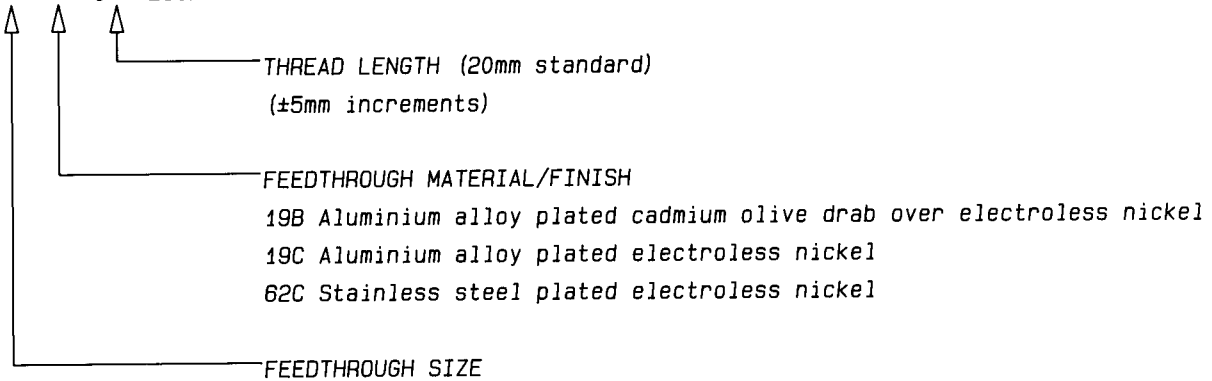 THREAD LENGTH (20mm standard)
(±5mm increments)
FEEDTHROUGH MATERIAL/FINISH
19B Aluminium alloy plated cadmium olive drab over electroless nickel
19C Aluminium alloy plated electroless nickel
62C Stainless steel plated electroless nickel
FEEDTHROUGH SIZE